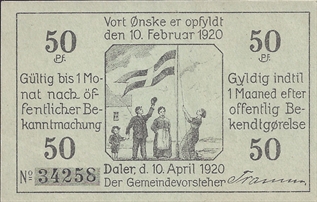 Vort Ønske er opfyldt
den 10. Februar 1920
50
Pf.
50
Pf.
Gültig bis 1 Mo-
nat nach öf-
fentlicher Be-
kanntmachung
Gyldig indtil
1 Maaned efter
offentlig Be-
kendtgørelse
50
50
No 34258
Daler, d. 10. April 1920
Der Gemeindevorsteher